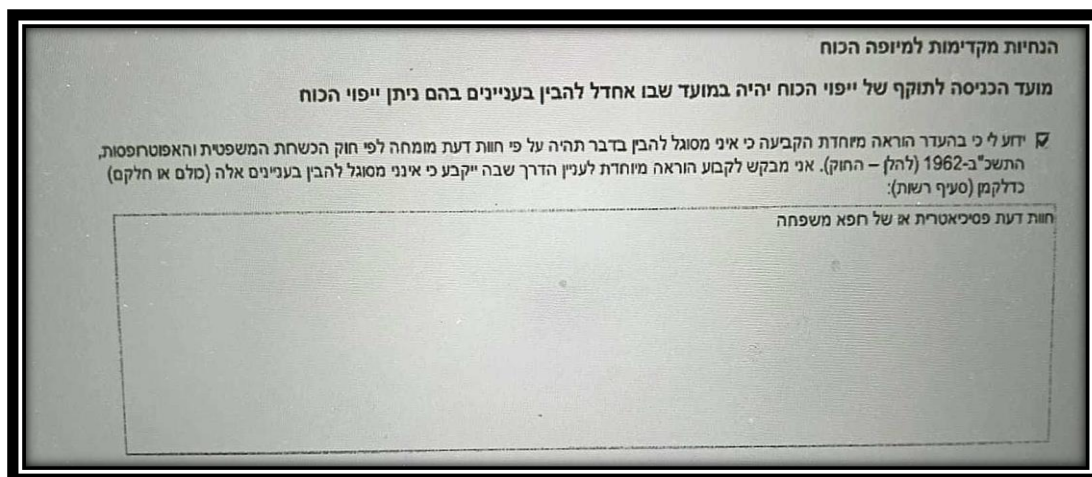 הנחיות מקדימות למיופה הכוח
מועד הכניסה לתוקף של ייפוי הכוח יהיה במועד שבו אחדל להבין בעניינים בהם ניתן ייפוי הכוח
ידוע לי כי בהעדר הוראה מיוחדת הקביעה כי איני מסוגל להבין בדבר תהיה על פי חוות דעת מומחה לפי חוק הכשרות המשפטית והאפוטרופסות,
התשכ"ב-1962 (להלן – החוק). אני מבקש לקבוע הוראה מיוחדת לעניין הדרך שבה ייקבע כי אינני מסוגל להבין בעניינים אלה (כולם או חלקם)
כדלקמן (סעיף רשות):
חוות דעת פסיכיאטרית או של רופא משפחה